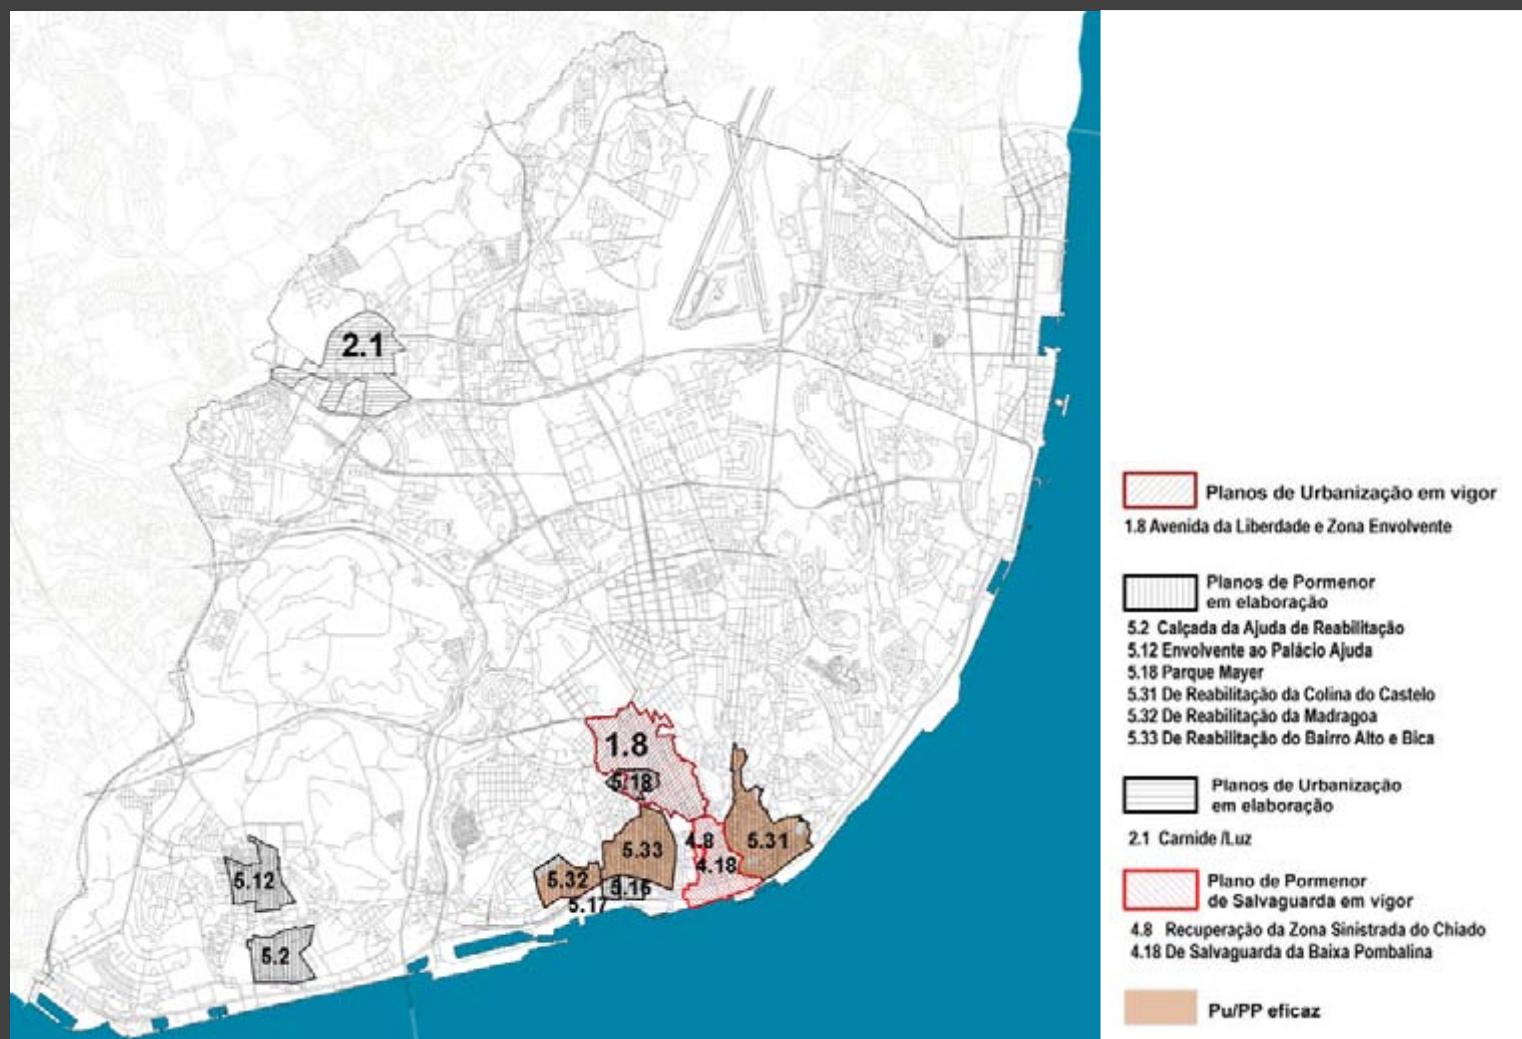 2.1
1.8
5.18
5.33
4.8
4.18
5.31
5.32
5.16
5.17
5.12
5.2
Planos de Urbanização em vigor
1.8 Avenida da Liberdade e Zona Envolvente
Planos de Pormenor
em elaboração
5.2 Calçada da Ajuda de Reabilitação
5.12 Envolvente ao Palácio Ajuda
5.18 Parque Mayer
5.31 De Reabilitação da Colina do Castelo
5.32 De Reabilitação da Madragoa
5.33 De Reabilitação do Bairro Alto e Bica
Planos de Urbanização
em elaboração
2.1 Carnide /Luz
Plano de Pormenor
de Salvaguarda em vigor
4.8 Recuperação da Zona Sinistrada do Chiado
4.18 De Salvaguarda da Baixa Pombalina
Pu/PP eficaz